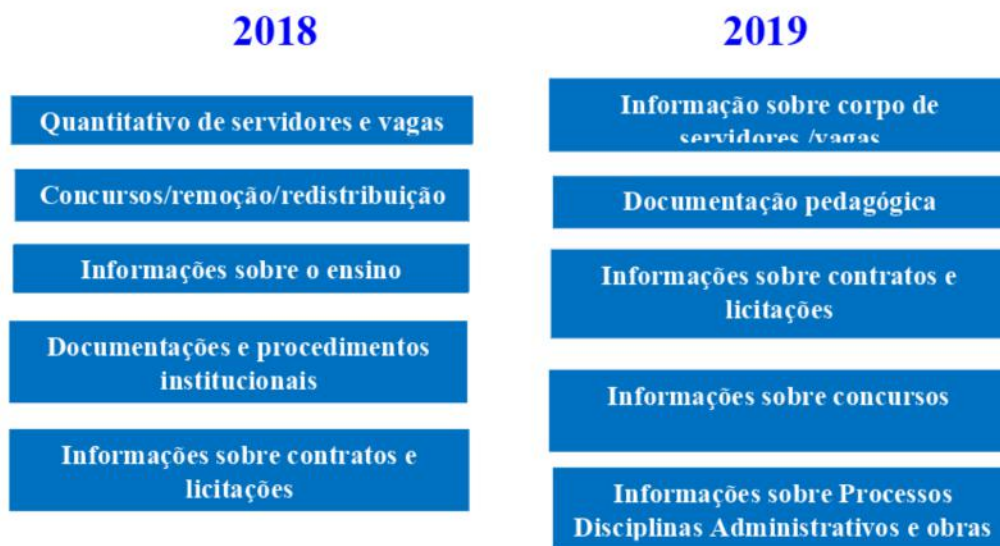 2018
Quantitativo de servidores e vagas
Concursos/remoção/redistribuição
Informações sobre o ensino
Documentações e procedimentos
institucionais
Informações sobre contratos e
licitações
2019
Informação sobre corpo de
servidores /vagas
Documentação pedagógica
Informações sobre contratos e
licitações
Informações sobre concursos
Informações sobre Processos
Disciplinas Administrativos e obras